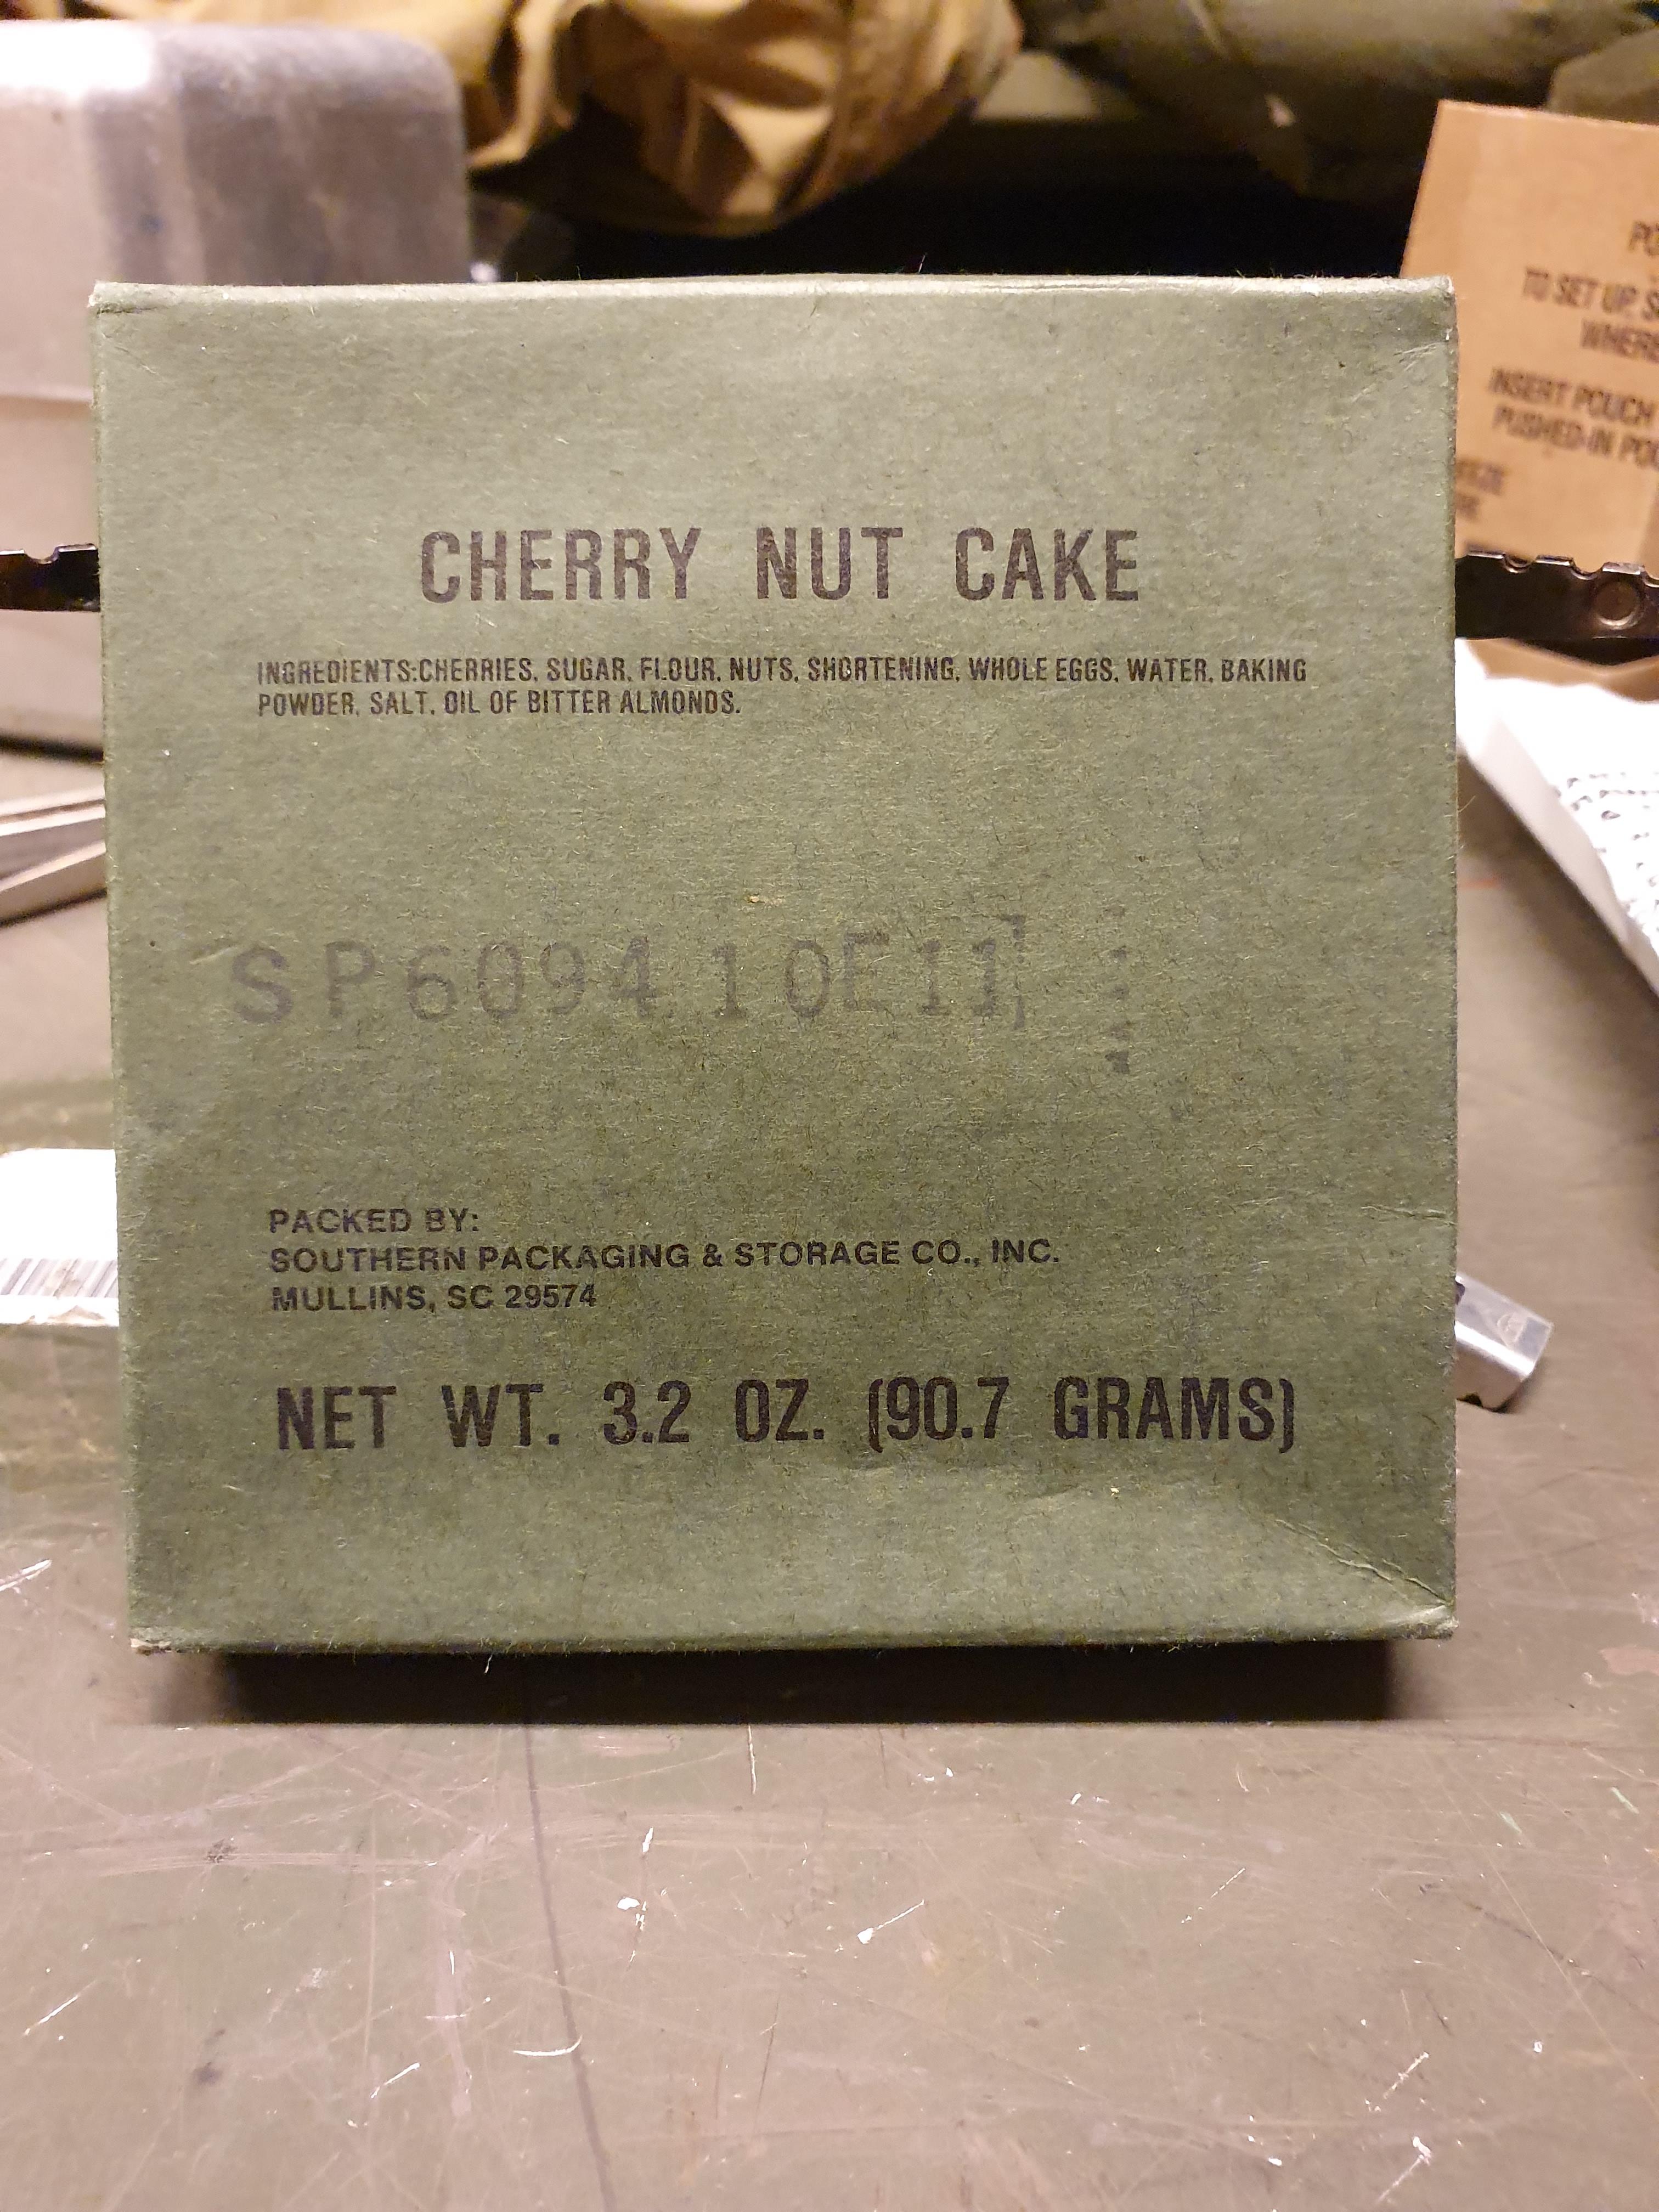 CHERRY NUT CAKE
INGREDIENTS:CHERRIES, SUGAR, FLOUR, NUTS, SHORTENING, WHOLE EGGS, WATER, BAKING
POWDER, SALT, OIL OF BITTER ALMONDS.
SP6094 10E11
PACKED BY:
SOUTHERN PACKAGING & STORAGE CO., INC.
MULLINS, SC 29574
NET WT. 3.2 OZ. (90.7 GRAMS)
TO SET UP,
INSERT POUCH
PUSHED-IN